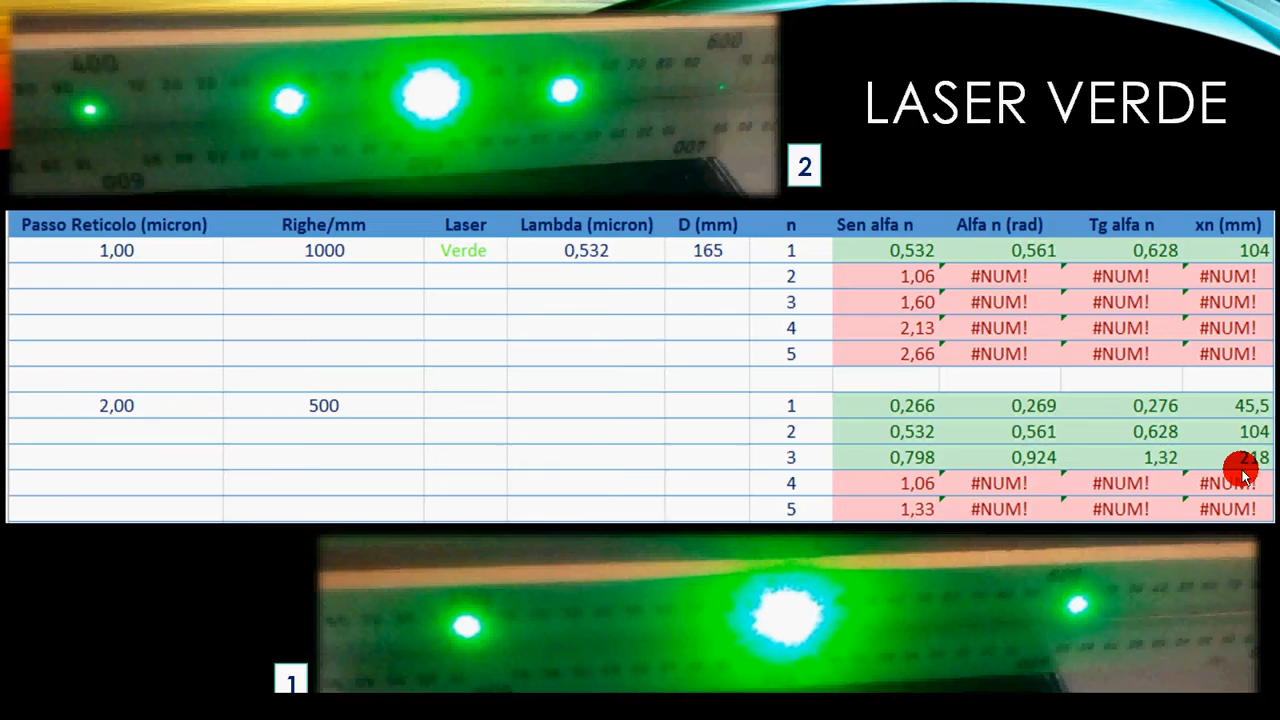 400
600
LASER VERDE
2
Passo Reticolo (micron) Righe/mm Laser Lambda (micron) D (mm) n Sen alfa n Alfa n (rad) Tg alfa n xn (mm)
1,00 1000 Verde 0,532 165 1 0,532 0,561 0,628 104
2 1,06 #NUM! #NUM! #NUM!
3 1,60 #NUM! #NUM! #NUM!
4 2,13 #NUM! #NUM! #NUM!
5 2,66 #NUM! #NUM! #NUM!
2,00 500 1 0,266 0,269 0,276 45,5
2 0,532 0,561 0,628 104
3 0,798 0,924 1,32 218
4 1,06 #NUM! #NUM! #NUM!
5 1,33 #NUM! #NUM! #NUM!
1